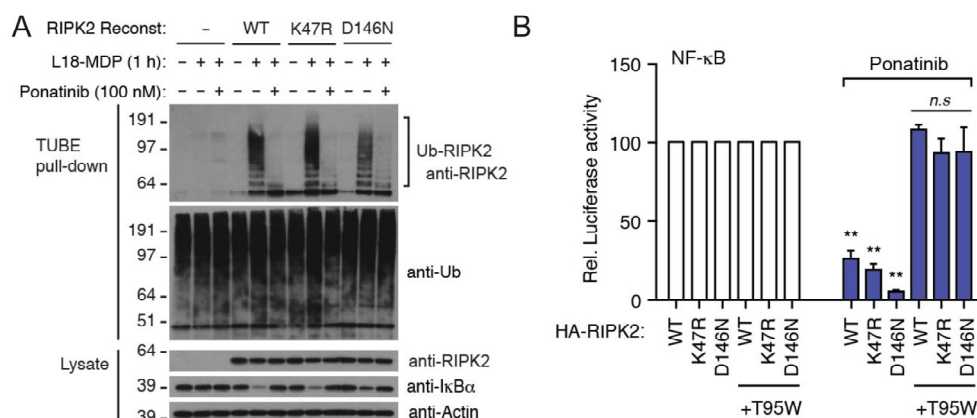 A
RIPK2 Reconst: – WT K47R D146N
L18-MDP (1 h) – + + – + + – + + – + +
Ponatinib (100 nM) – – + – – + – – + – – +
TUBE
pull-down
191
97
64
Ub-RIPK2
anti-RIPK2
191
97
64
51
anti-Ub
Lysate
64
anti-RIPK2
39
anti-IκBα
39
anti-Actin
B
NF-κB
Ponatinib
n.s
Rel. Luciferase activity
150
100
50
0
** ** **
HA-RIPK2: WT K47R D146N WT K47R D146N WT K47R D146N WT K47R D146N
+T95W +T95W